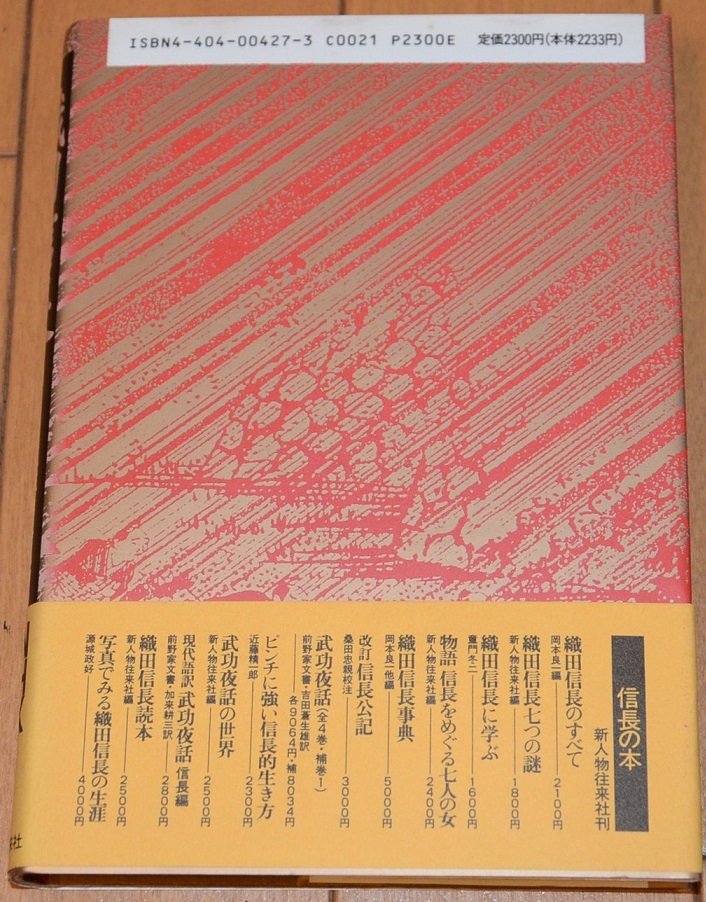 ISBN4-404-00427-3 C0021 P2300E 定価2300円(本体2233円)
信長の本
新人物往来社刊
織田信長のすべて
岡本良一編 2100円
織田信長七つの謎
新人物往来社編 1800円
織田信長に学ぶ
童門冬二 1600円
物語 信長をめぐる七人の女
新人物往来社編 2400円
織田信長事典
岡本良一他編 5000円
改訂 信長公記
桑田忠親校注 3000円
武功夜話(全4巻・補巻1)
前野家文書・吉田蒼生雄訳 各9064円・補8034円
ピンチに強い信長的生き方
近藤精一郎 2300円
武功夜話の世界
新人物往来社編 2500円
現代語訳 武功夜話 信長編
前野家文書・加来耕三訳 2800円
織田信長読本
新人物往来社編 2500円
写真でみる織田信長の生涯
源城政好 4000円
社